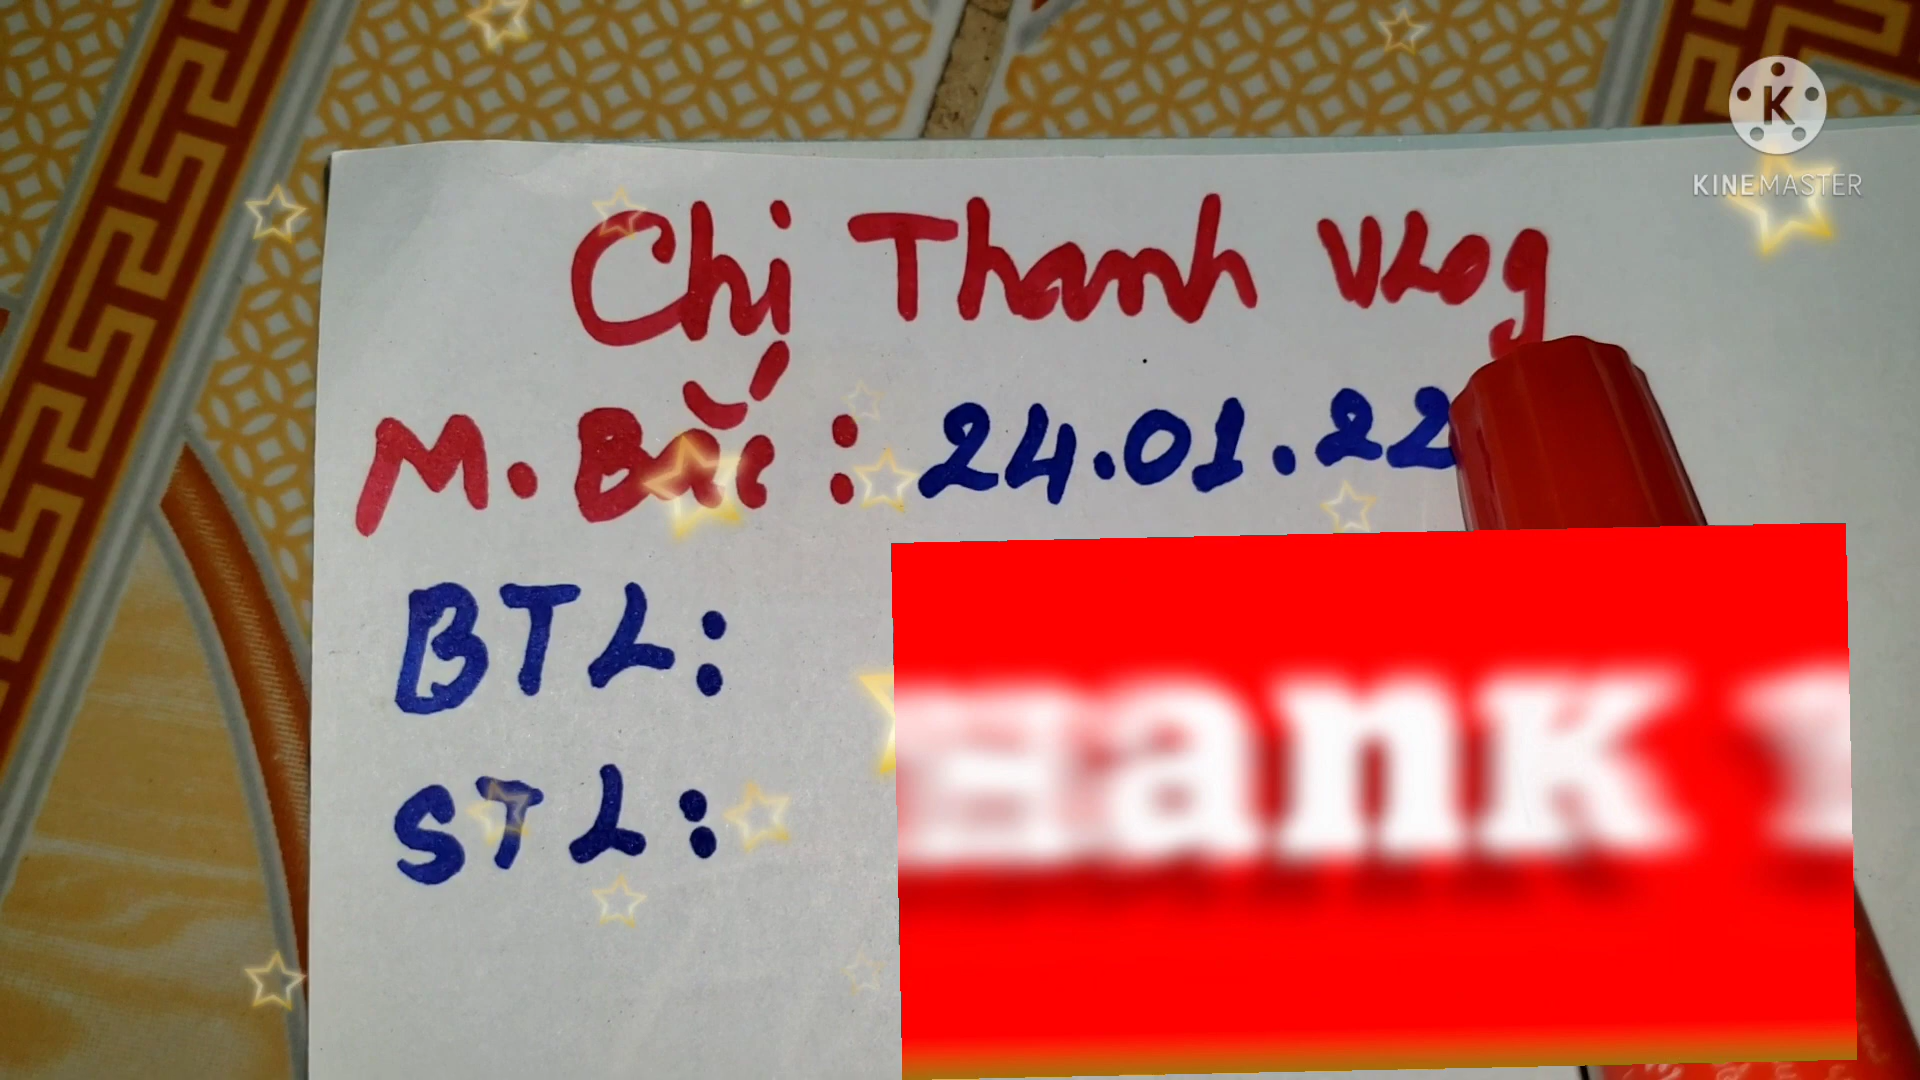 KINEMASTER
Chị Thanh Vlog
M. Bắc : 24.01.22
BTL:
STL: